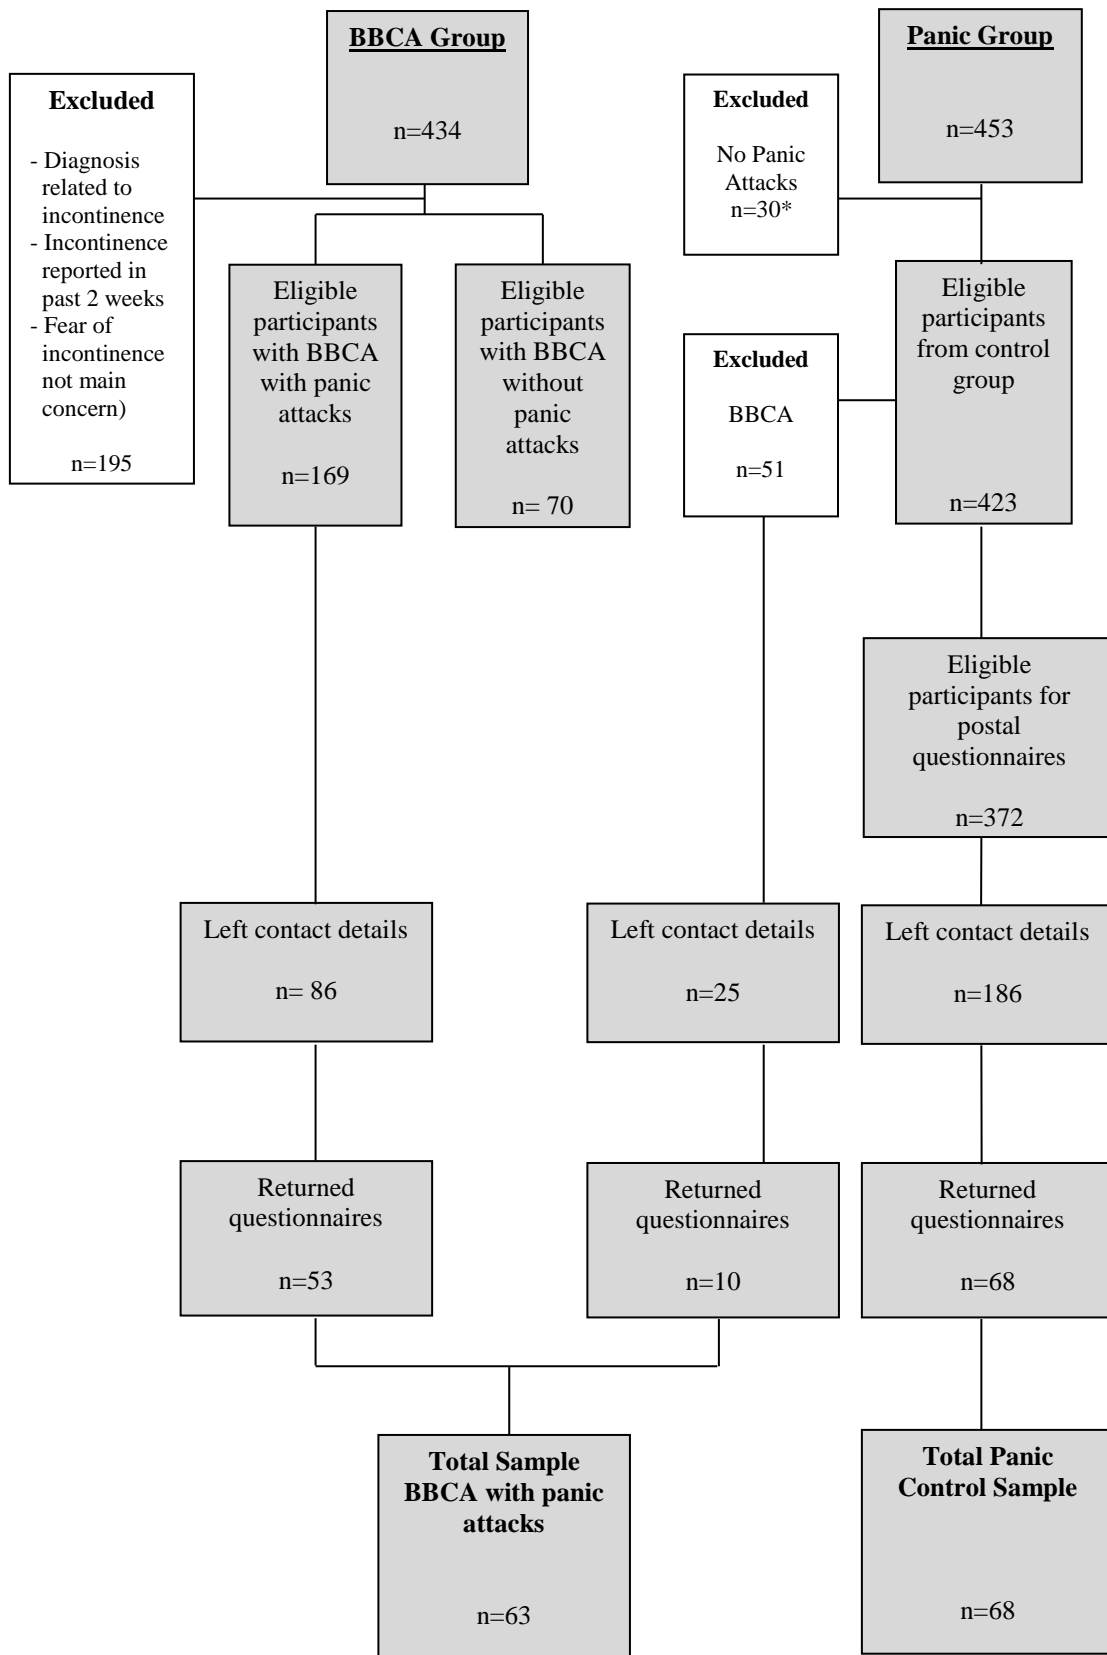 BBCA Group
n=434
Panic Group
n=453
Excluded
- Diagnosis
related to
incontinence
- Incontinence
reported in
past 2 weeks
- Fear of
incontinence
not main
concern)
n=195
Excluded
No Panic
Attacks
n=30*
Eligible
participants
with BBCA
with panic
attacks
n=169
Eligible
participants
with BBCA
without
panic
attacks
n= 70
Excluded
BBCA
n=51
Eligible
participants
from control
group
n=423
Eligible
participants for
postal
questionnaires
n=372
Left contact details
n= 86
Left contact details
n=25
Left contact details
n=186
Returned
questionnaires
n=53
Returned
questionnaires
n=10
Returned
questionnaires
n=68
Total Sample
BBCA with panic
attacks
n=63
Total Panic
Control Sample
n=68